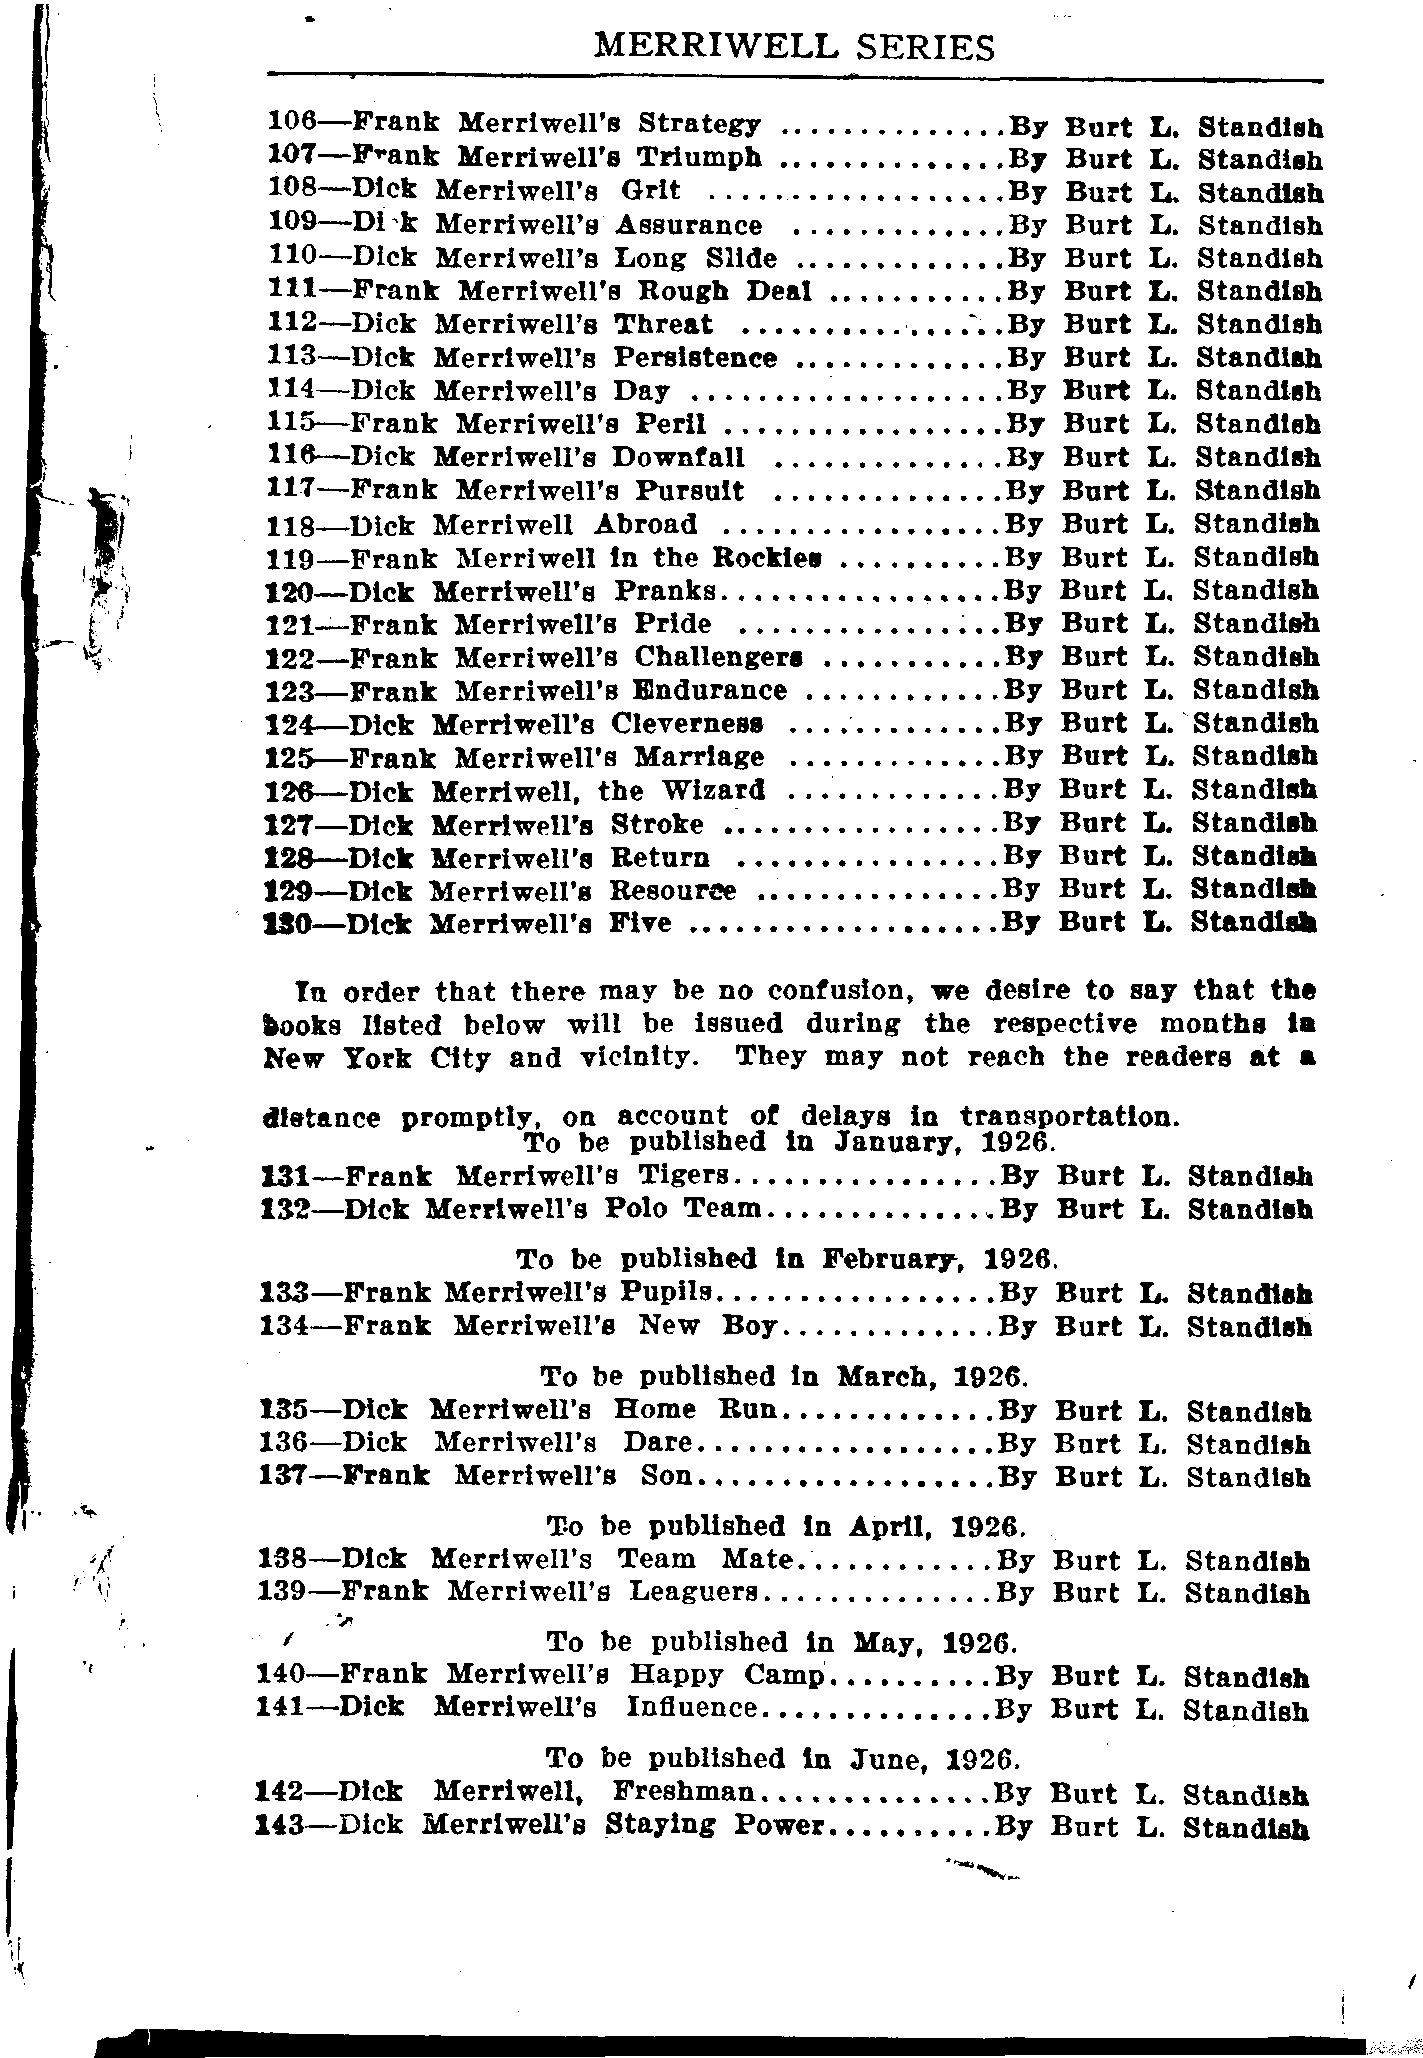 MERRIWELL SERIES
106—Frank Merriwell's Strategy ..............By Burt L. Standish
107—Frank Merriwell's Triumph ..............By Burt L. Standish
108—Dick Merriwell's Grit ..................By Burt L. Standish
109—Dick Merriwell's Assurance .............By Burt L. Standish
110—Dick Merriwell's Long Slide .............By Burt L. Standish
111—Frank Merriwell's Rough Deal ...........By Burt L. Standish
112—Dick Merriwell's Threat ................By Burt L. Standish
113—Dick Merriwell's Persistence .............By Burt L. Standish
114—Dick Merriwell's Day ...................By Burt L. Standish
115—Frank Merriwell's Peril .................By Burt L. Standish
116—Dick Merriwell's Downfall ..............By Burt L. Standish
117—Frank Merriwell's Pursuit ..............By Burt L. Standish
118—Dick Merriwell Abroad .................By Burt L. Standish
119—Frank Merriwell in the Rockies ..........By Burt L. Standish
120—Dick Merriwell's Pranks.................By Burt L. Standish
121—Frank Merriwell's Pride ................By Burt L. Standish
122—Frank Merriwell's Challengers ...........By Burt L. Standish
123—Frank Merriwell's Endurance ............By Burt L. Standish
124—Dick Merriwell's Cleverness .............By Burt L. Standish
125—Frank Merriwell's Marriage .............By Burt L. Standish
126—Dick Merriwell, the Wizard .............By Burt L. Standish
127—Dick Merriwell's Stroke .................By Burt L. Standish
128—Dick Merriwell's Return ................By Burt L. Standish
129—Dick Merriwell's Resource ...............By Burt L. Standish
130—Dick Merriwell's Five ...................By Burt L. Standish
In order that there may be no confusion, we desire to say that the
books listed below will be issued during the respective months in
New York City and vicinity. They may not reach the readers at a
distance promptly, on account of delays in transportation.
To be published in January, 1926.
131—Frank Merriwell's Tigers................By Burt L. Standish
132—Dick Merriwell's Polo Team..............By Burt L. Standish
To be published in February, 1926.
133—Frank Merriwell's Pupils.................By Burt L. Standish
134—Frank Merriwell's New Boy.............By Burt L. Standish
To be published in March, 1926.
135—Dick Merriwell's Home Run.............By Burt L. Standish
136—Dick Merriwell's Dare..................By Burt L. Standish
137—Frank Merriwell's Son..................By Burt L. Standish
To be published in April, 1926.
138—Dick Merriwell's Team Mate............By Burt L. Standish
139—Frank Merriwell's Leaguers..............By Burt L. Standish
To be published in May, 1926.
140—Frank Merriwell's Happy Camp..........By Burt L. Standish
141—Dick Merriwell's Influence..............By Burt L. Standish
To be published in June, 1926.
142—Dick Merriwell, Freshman..............By Burt L. Standish
143—Dick Merriwell's Staying Power..........By Burt L. Standish